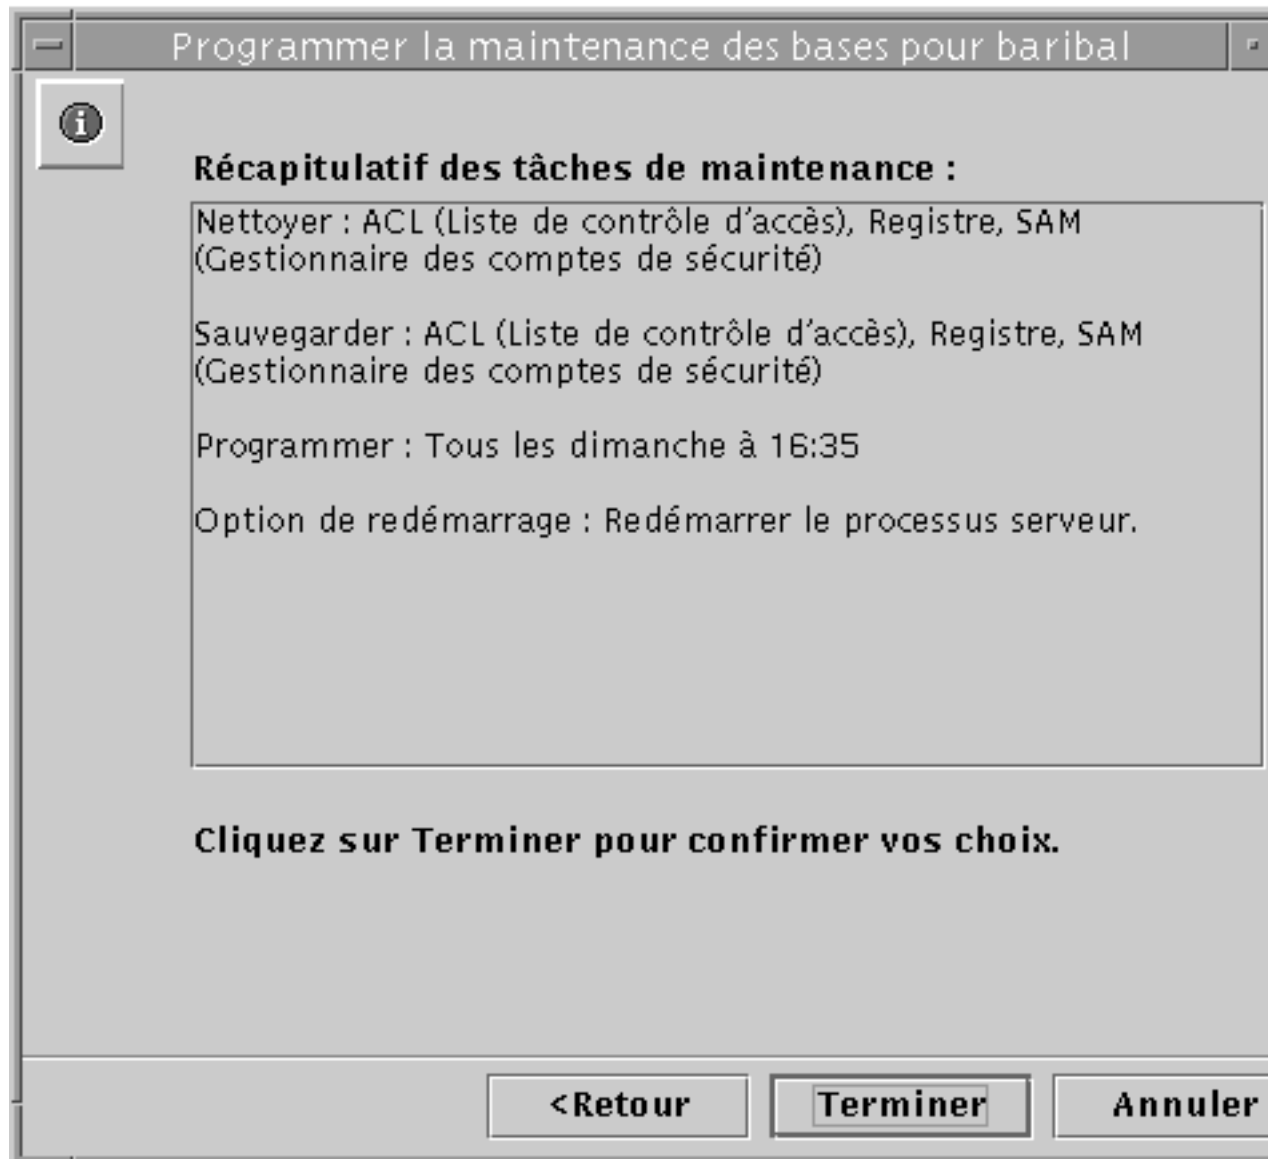 Programmer la maintenance des bases pour baribal
Récapitulatif des tâches de maintenance :
Nettoyer : ACL (Liste de contrôle d'accès), Registre, SAM
(Gestionnaire des comptes de sécurité)
Sauvegarder : ACL (Liste de contrôle d'accès), Registre, SAM
(Gestionnaire des comptes de sécurité)
Programmer : Tous les dimanche à 16:35
Option de redémarrage : Redémarrer le processus serveur.
Cliquez sur Terminer pour confirmer vos choix.
<Retour Terminer Annuler